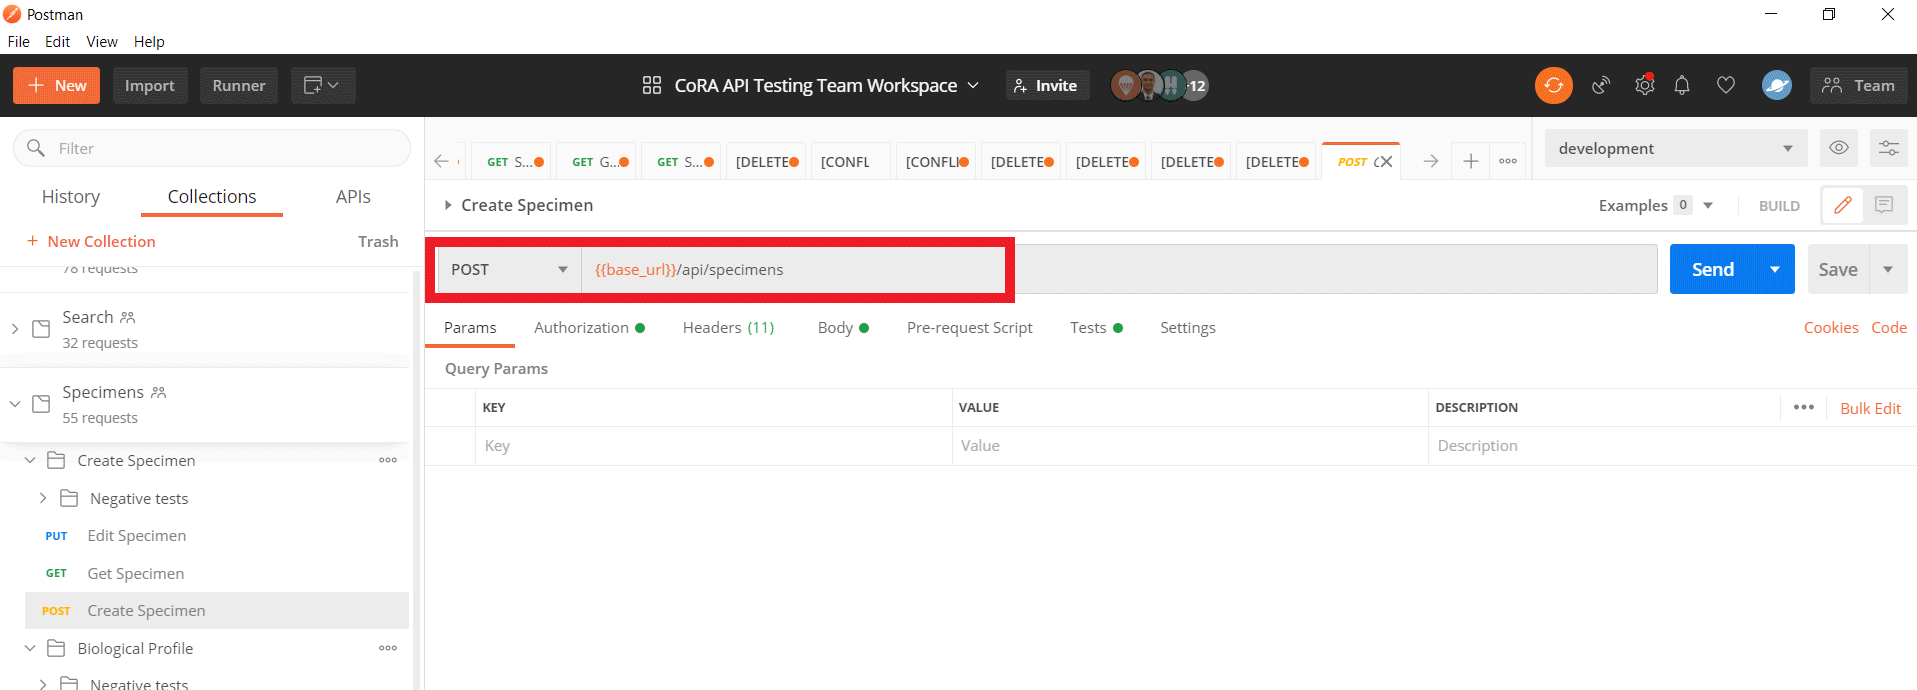 Postman
File Edit View Help
+ New Import Runner CoRA API Testing Team Workspace Invite +12 Team
Filter
History Collections APIs
+ New Collection Trash
78 requests
Search
32 requests
Specimens
55 requests
Create Specimen
Negative tests
PUT Edit Specimen
GET Get Specimen
POST Create Specimen
Biological Profile
Negative tests
GET S... GET G... GET S... [DELETE [CONFL [CONFLI [DELETE [DELETE [DELETE [DELETE POST
development
Create Specimen
Examples 0 BUILD
POST {{base_url}}/api/specimens Send Save
Params Authorization Headers (11) Body Pre-request Script Tests Settings Cookies Code
Query Params
KEY VALUE DESCRIPTION ••• Bulk Edit
Key Value Description